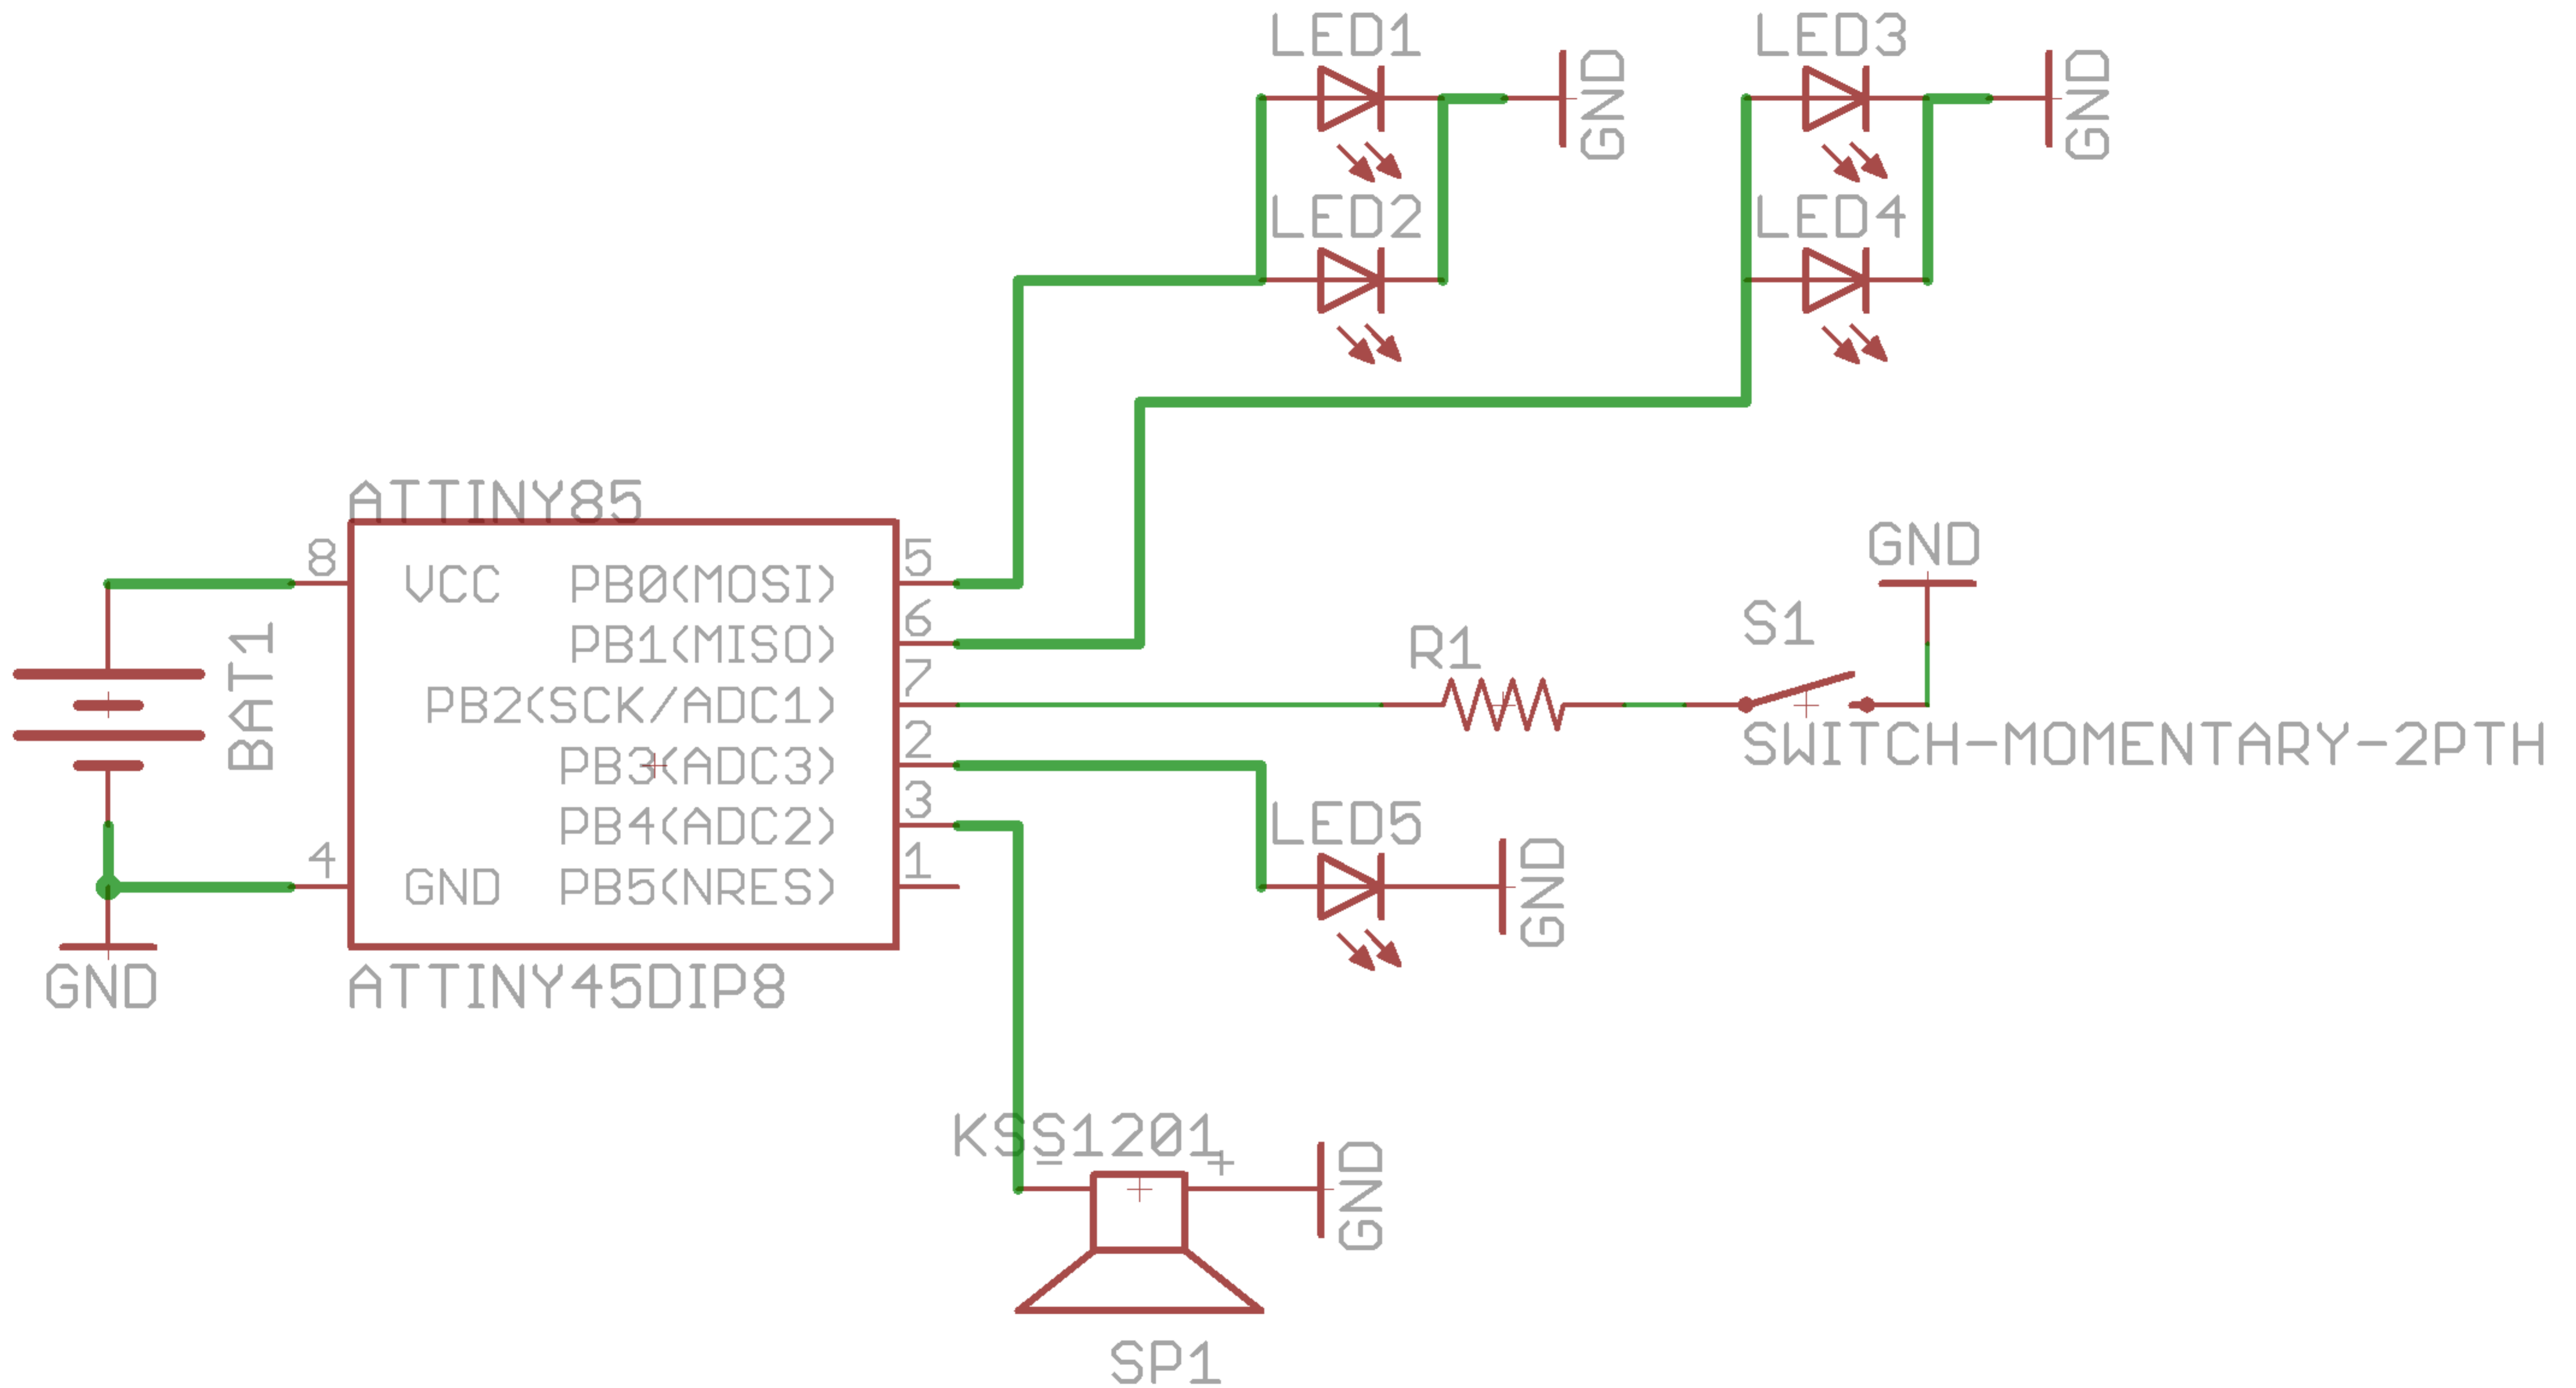 LED1
LED3
GND
GND
LED2
LED4
ATTINY85
8
VCC
PB0(MOSI)
5
PB1(MISO)
6
PB2(SCK/ADC1)
7
PB3(ADC3)
2
PB4(ADC2)
3
4
GND
PB5(NRES)
1
BAT1
GND
ATTINY45DIP8
R1
S1
GND
SWITCH-MOMENTARY-2PTH
LED5
GND
KSS1201
-
+
GND
SP1